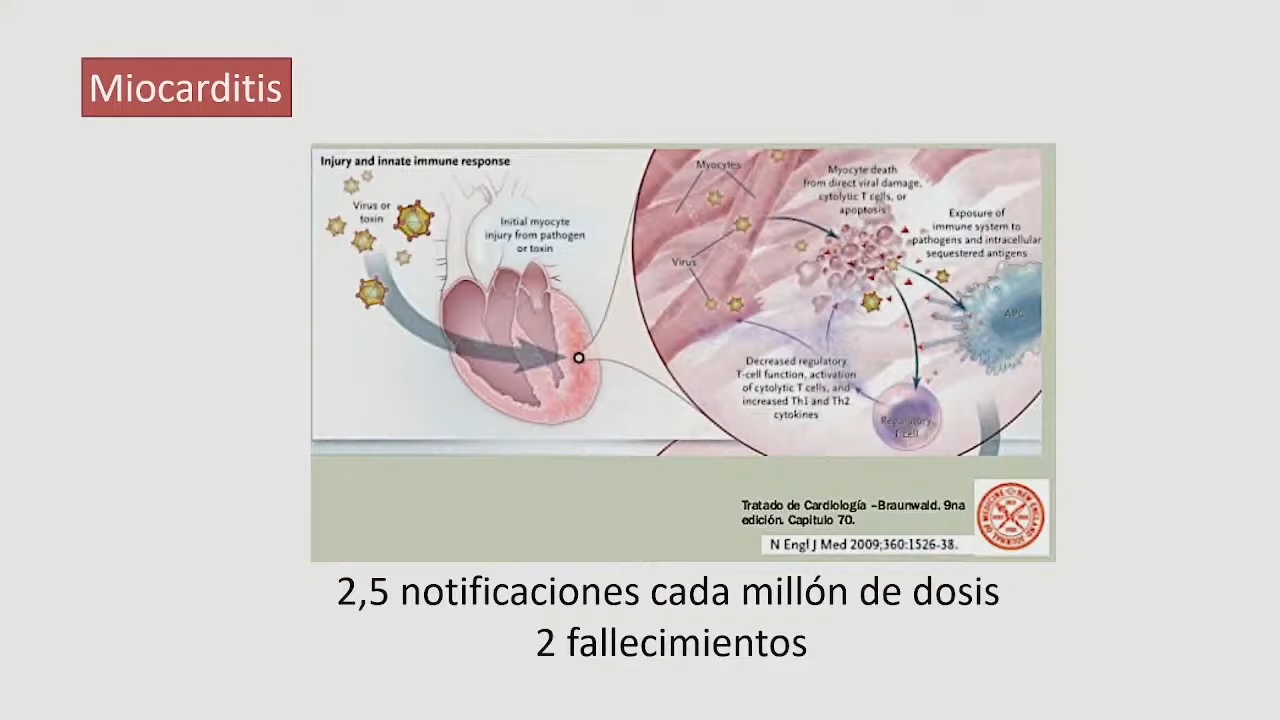 Miocarditis
Injury and innate immune response
Virus or
toxin
Initial myocyte
injury from pathogen
or toxin
Myocytes
Virus
Myocyte death
from direct viral damage,
cytolytic T cells, or
apoptosis
Exposure of
immune system to
pathogens and intracellular
sequestered antigens
APC
Decreased regulatory
T-cell function, activation
of cytolytic T cells, and
increased Th1 and Th2
cytokines
Regulatory
T cell
Tratado de Cardiología –Braunwald. 9na
edición. Capitulo 70.
N Engl J Med 2009;360:1526-38.
2,5 notificaciones cada millón de dosis
2 fallecimientos